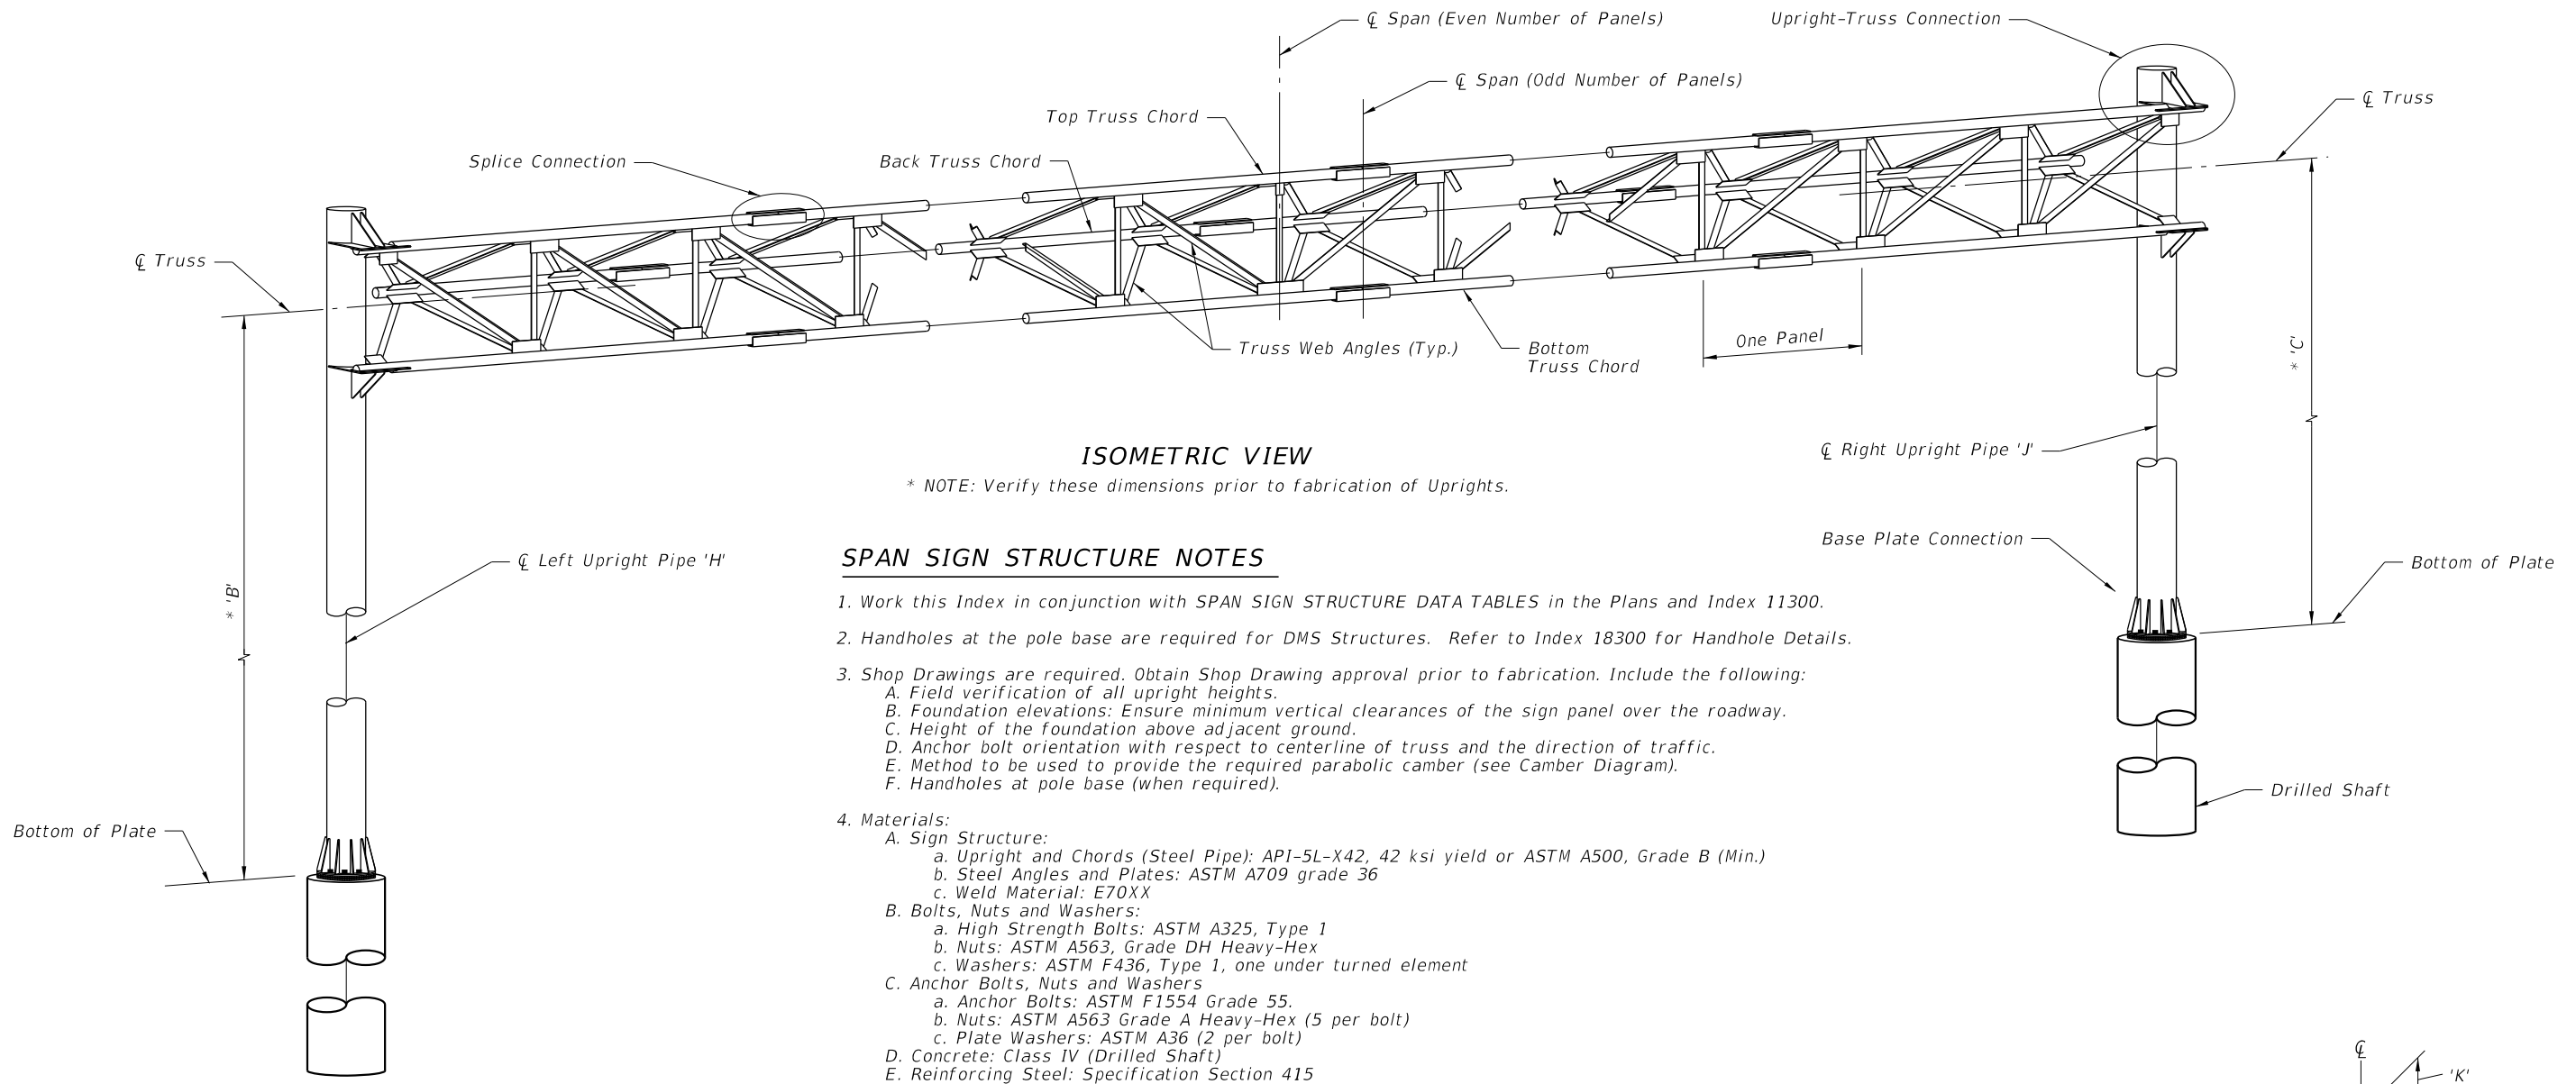 ℄ Span (Even Number of Panels)
Upright-Truss Connection
℄ Span (Odd Number of Panels)
℄ Truss
Top Truss Chord
Splice Connection
Back Truss Chord
℄ Truss
Truss Web Angles (Typ.)
Bottom
Truss Chord
One Panel
* 'C'
ISOMETRIC VIEW
* NOTE: Verify these dimensions prior to fabrication of Uprights.
℄ Right Upright Pipe 'J'
Base Plate Connection
Bottom of Plate
℄ Left Upright Pipe 'H'
* 'B'
SPAN SIGN STRUCTURE NOTES
1. Work this Index in conjunction with SPAN SIGN STRUCTURE DATA TABLES in the Plans and Index 11300.
2. Handholes at the pole base are required for DMS Structures. Refer to Index 18300 for Handhole Details.
3. Shop Drawings are required. Obtain Shop Drawing approval prior to fabrication. Include the following:
A. Field verification of all upright heights.
B. Foundation elevations: Ensure minimum vertical clearances of the sign panel over the roadway.
C. Height of the foundation above adjacent ground.
D. Anchor bolt orientation with respect to centerline of truss and the direction of traffic.
E. Method to be used to provide the required parabolic camber (see Camber Diagram).
F. Handholes at pole base (when required).
Drilled Shaft
Bottom of Plate
4. Materials:
A. Sign Structure:
a. Upright and Chords (Steel Pipe): API-5L-X42, 42 ksi yield or ASTM A500, Grade B (Min.)
b. Steel Angles and Plates: ASTM A709 grade 36
c. Weld Material: E70XX
B. Bolts, Nuts and Washers:
a. High Strength Bolts: ASTM A325, Type 1
b. Nuts: ASTM A563, Grade DH Heavy-Hex
c. Washers: ASTM F436, Type 1, one under turned element
C. Anchor Bolts, Nuts and Washers
a. Anchor Bolts: ASTM F1554 Grade 55.
b. Nuts: ASTM A563 Grade A Heavy-Hex (5 per bolt)
c. Plate Washers: ASTM A36 (2 per bolt)
D. Concrete: Class IV (Drilled Shaft)
E. Reinforcing Steel: Specification Section 415
℄
'K'